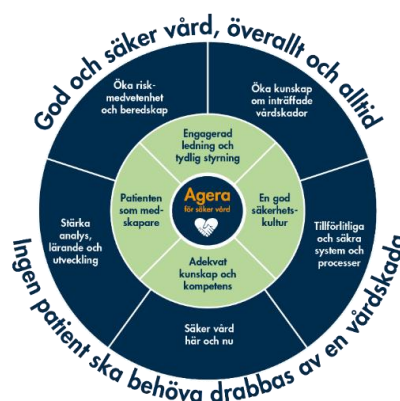 God och säker vård, överallt och alltid
Öka risk-
medvetenhet
och beredskap
Öka kunskap
om inträffade
vårdskador
Engagerad
ledning och
tydlig styrning
Patienten
som med-
skapare
Agera
för säker vård
En god
säkerhets-
kultur
Stärka
analys,
lärande och
utveckling
Tillförlitliga
och säkra
system och
processer
Adekvat
kunskap och
kompetens
Säker vård
här och nu
Ingen patient ska behöva drabbas av en vårdskada